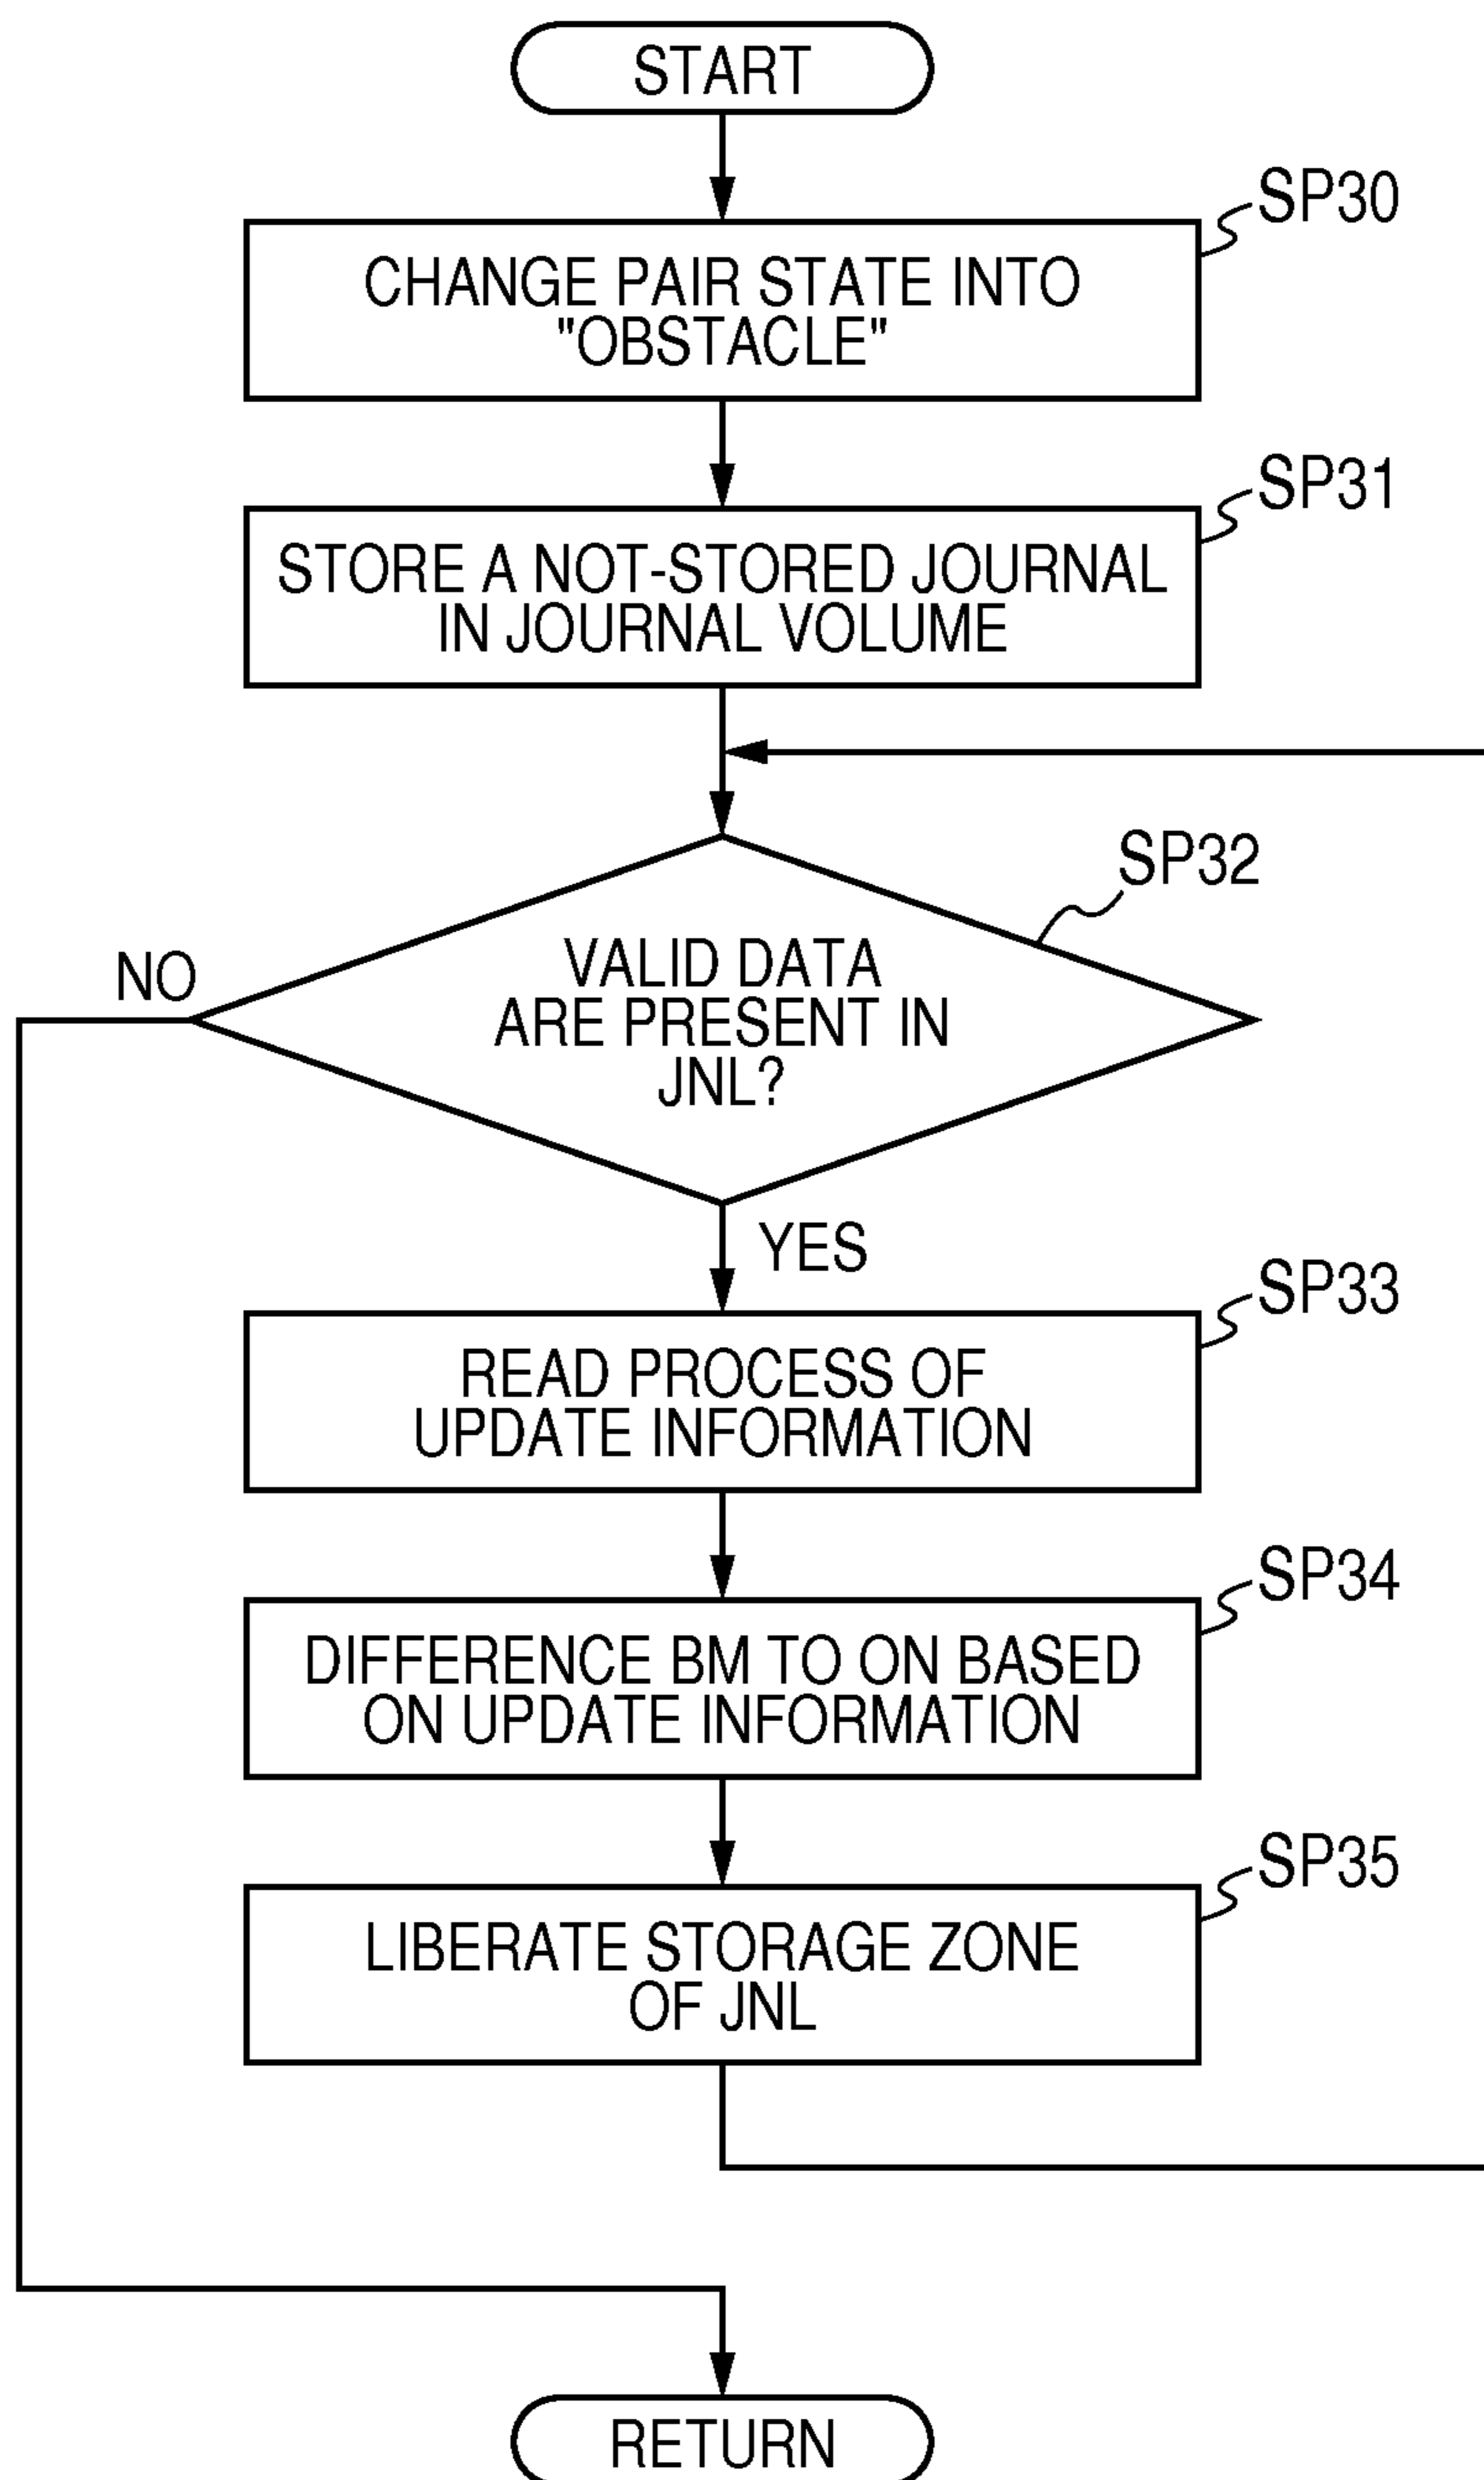 START
SP30
CHANGE PAIR STATE INTO
"OBSTACLE"
SP31
STORE A NOT-STORED JOURNAL
IN JOURNAL VOLUME
SP32
NO
VALID DATA
ARE PRESENT IN
JNL?
YES
SP33
READ PROCESS OF
UPDATE INFORMATION
SP34
DIFFERENCE BM TO ON BASED
ON UPDATE INFORMATION
SP35
LIBERATE STORAGE ZONE
OF JNL
RETURN